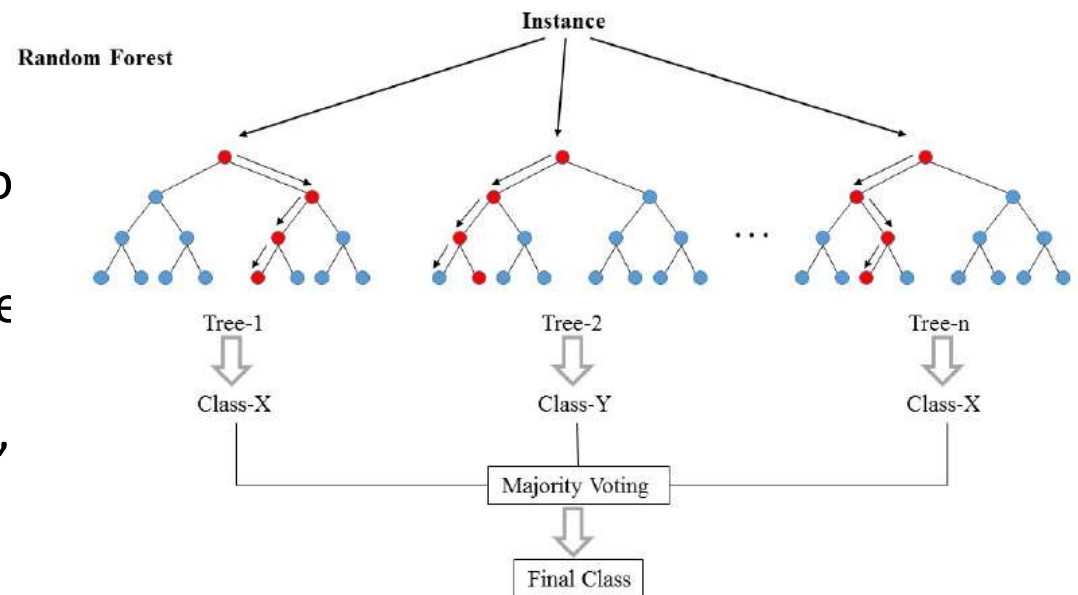 Instance
Random Forest
Tree-1 Tree-2 Tree-n
Class-X Class-Y Class-X
Majority Voting
Final Class